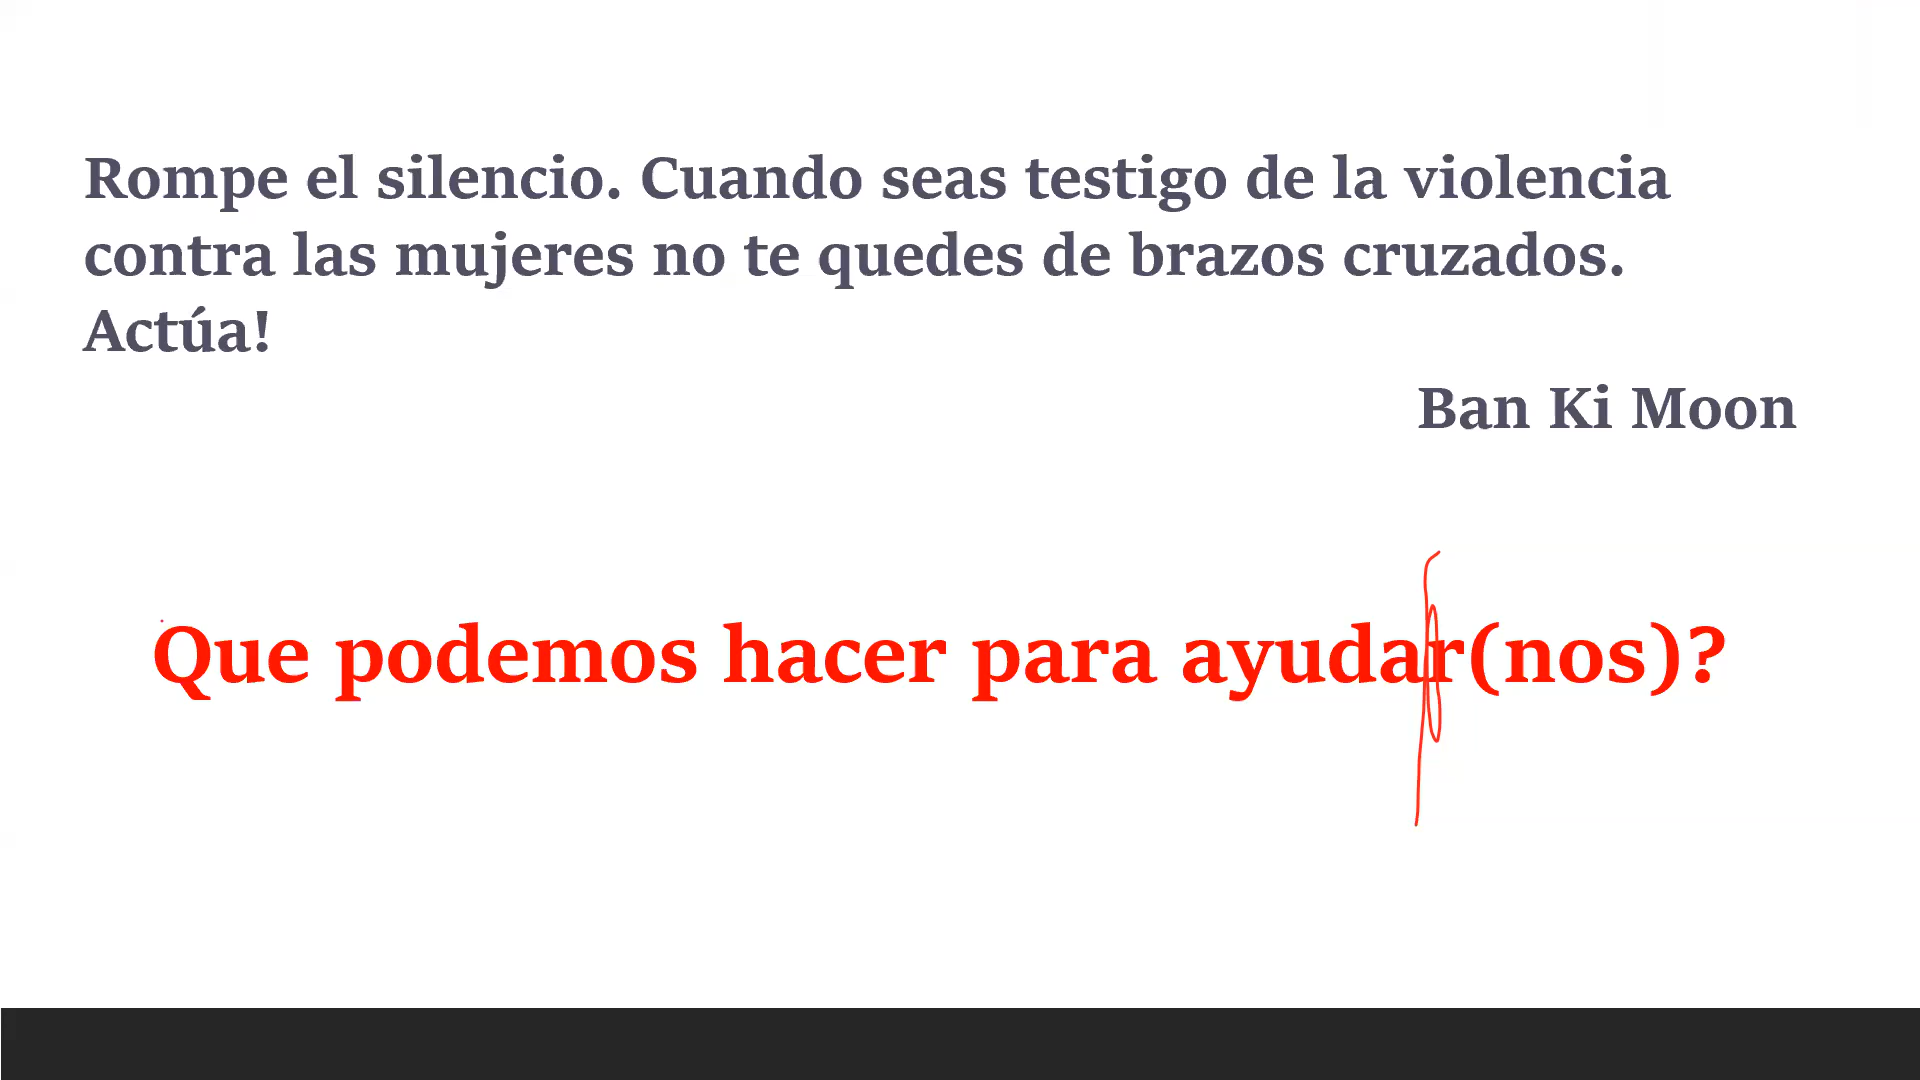 Rompe el silencio. Cuando seas testigo de la violencia
contra las mujeres no te quedes de brazos cruzados.
Actúa!
Ban Ki Moon
Que podemos hacer para ayudar(nos)?